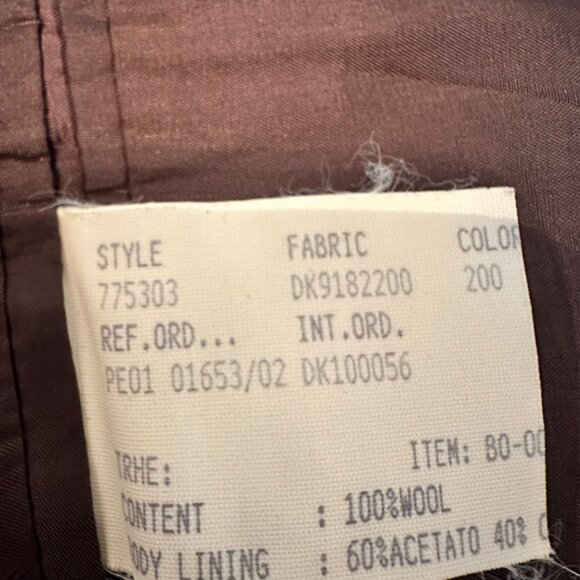 STYLE FABRIC COLOR
775303 DK9182200 200
REF.ORD... INT.ORD.
PE01 01653/02 DK100056
TRHE: ITEM: BO-00
CONTENT : 100%WOOL
BODY LINING : 60%ACETATO 40%